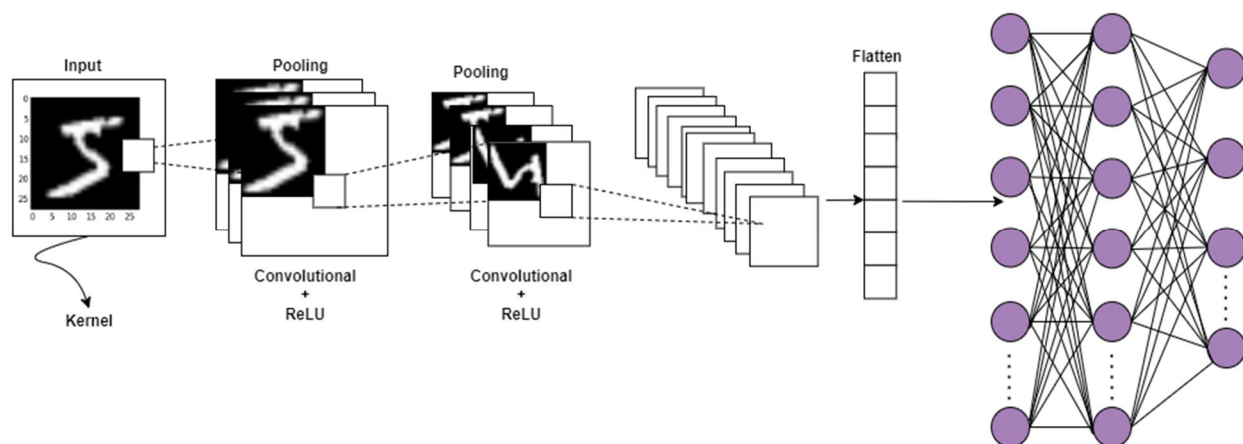 Input
Pooling
Pooling
Flatten
0
5
10
15
20
25
0 5 10 15 20 25
Kernel
Convolutional
+
ReLU
Convolutional
+
ReLU